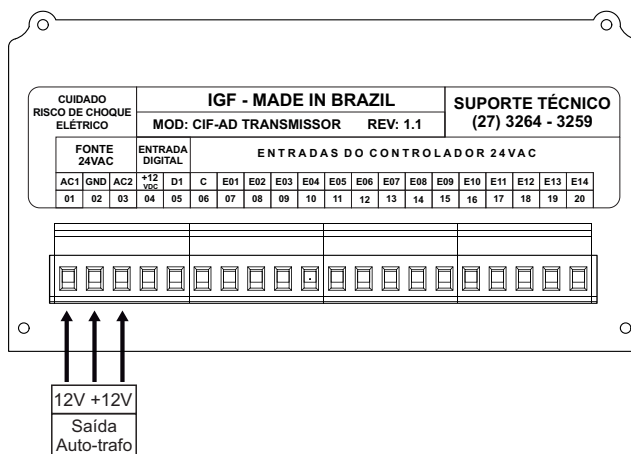 CUIDADO
RISCO DE CHOQUE
ELÉTRICO
IGF - MADE IN BRAZIL
MOD: CIF-AD TRANSMISSOR REV: 1.1
SUPORTE TÉCNICO
(27) 3264 - 3259
FONTE
24VAC
ENTRADA
DIGITAL
ENTRADAS DO CONTROLADOR 24VAC
AC1 GND AC2 +12 VDC D1 C E01 E02 E03 E04 E05 E06 E07 E08 E09 E10 E11 E12 E13 E14
01 02 03 04 05 06 07 08 09 10 11 12 13 14 15 16 17 18 19 20
12V +12V
Saída
Auto-trafo